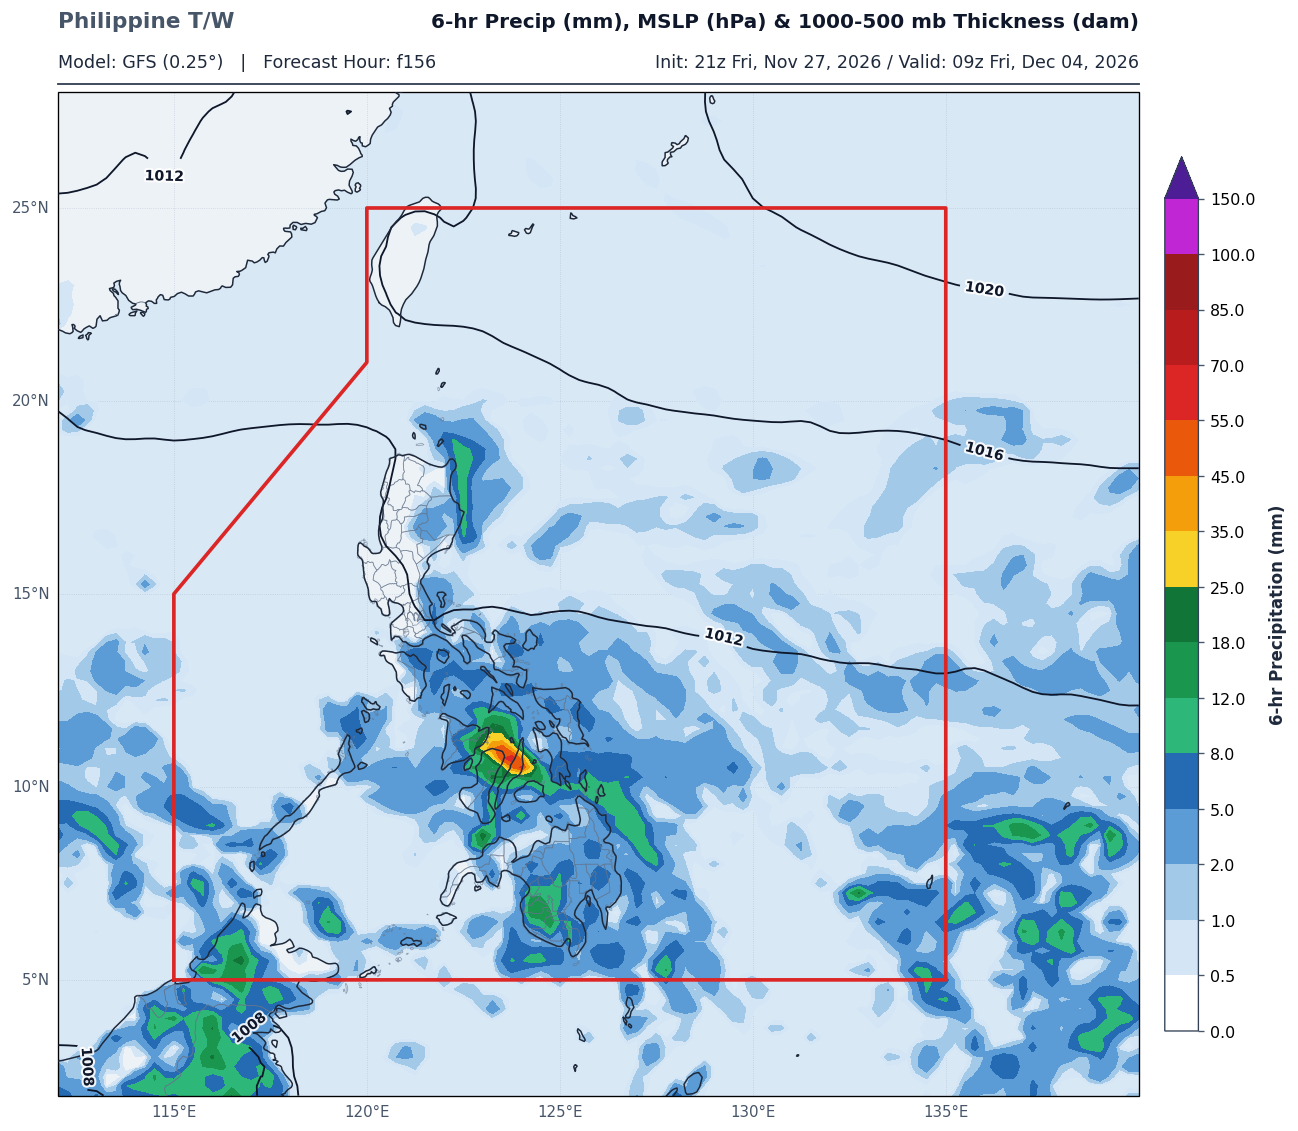 Philippine T/W
6-hr Precip (mm), MSLP (hPa) & 1000-500 mb Thickness (dam)
Model: GFS (0.25°) | Forecast Hour: f156
Init: 21z Fri, Nov 27, 2026 / Valid: 09z Fri, Dec 04, 2026
1012
25°N
1020
20°N
1016
15°N
1012
10°N
5°N
1008
1008
115°E
120°E
125°E
130°E
135°E
150.0
100.0
85.0
70.0
55.0
45.0
35.0
25.0
18.0
12.0
8.0
5.0
2.0
1.0
0.5
0.0
6-hr Precipitation (mm)